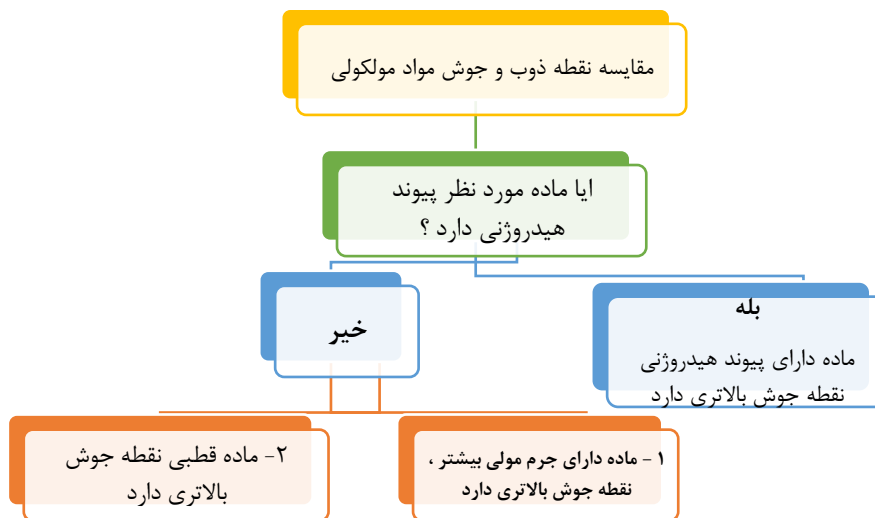 مقایسه نقطه ذوب و جوش مواد مولکولی
ایا ماده مورد نظر پیوند
هیدروژنی دارد ؟
بله
ماده دارای پیوند هیدروژنی
نقطه جوش بالاتری دارد
خیر
۱ - ماده دارای جرم مولی بیشتر ،
نقطه جوش بالاتری دارد
۲- ماده قطبی نقطه جوش
بالاتری دارد